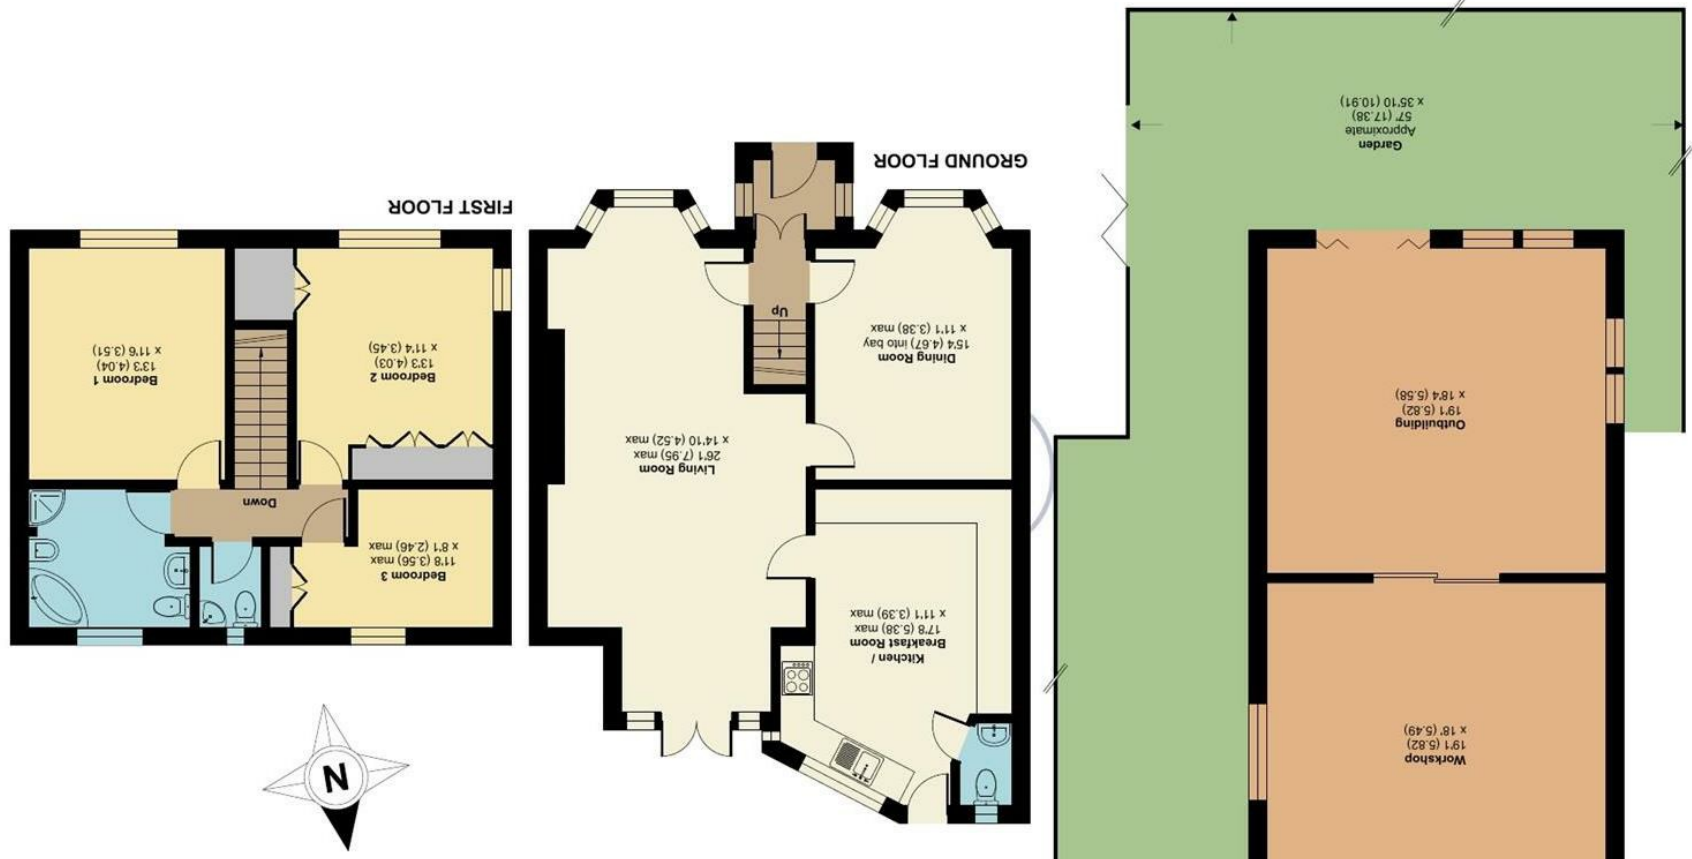 Workshop
19'1 (5.82)
x 18' (5.49)
Outbuilding
19'1 (5.82)
x 18'4 (5.58)
Garden
Approximate
57' (17.38)
x 35'10 (10.91)
Kitchen /
Breakfast Room
17'8 (5.38) max
x 11'1 (3.39) max
Living Room
26'1 (7.95) max
x 14'10 (4.52) max
Dining Room
15'4 (4.67) into bay
x 11'1 (3.38) max
Up
GROUND FLOOR
N
Bedroom 3
11'8 (3.56) max
x 8'1 (2.46) max
Down
Bedroom 2
13'3 (4.03)
x 11'4 (3.45)
Bedroom 1
13'3 (4.04)
x 11'6 (3.51)
FIRST FLOOR